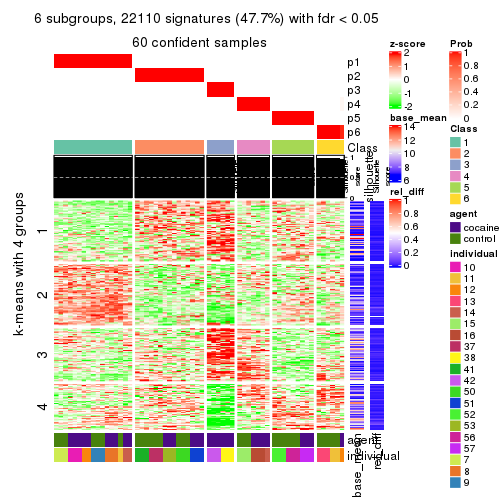 6 subgroups, 22110 signatures (47.7%) with fdr < 0.05
60 confident samples
p1
p2
p3
p4
p5
p6
Class
1
0.5
0
silhouette
score
k-means with 4 groups
1
2
3
4
agent
individual
base_mean
rel_diff
z-score
2
1
0
-1
-2
base_mean
14
12
10
8
6
rel_diff
1
0.8
0.6
0.4
0.2
0
Prob
1
0.8
0.6
0.4
0.2
0
Class
1
2
3
4
5
6
agent
cocaine
control
Individual
10
11
12
13
14
15
16
37
38
41
42
50
51
52
53
56
57
7
8
9